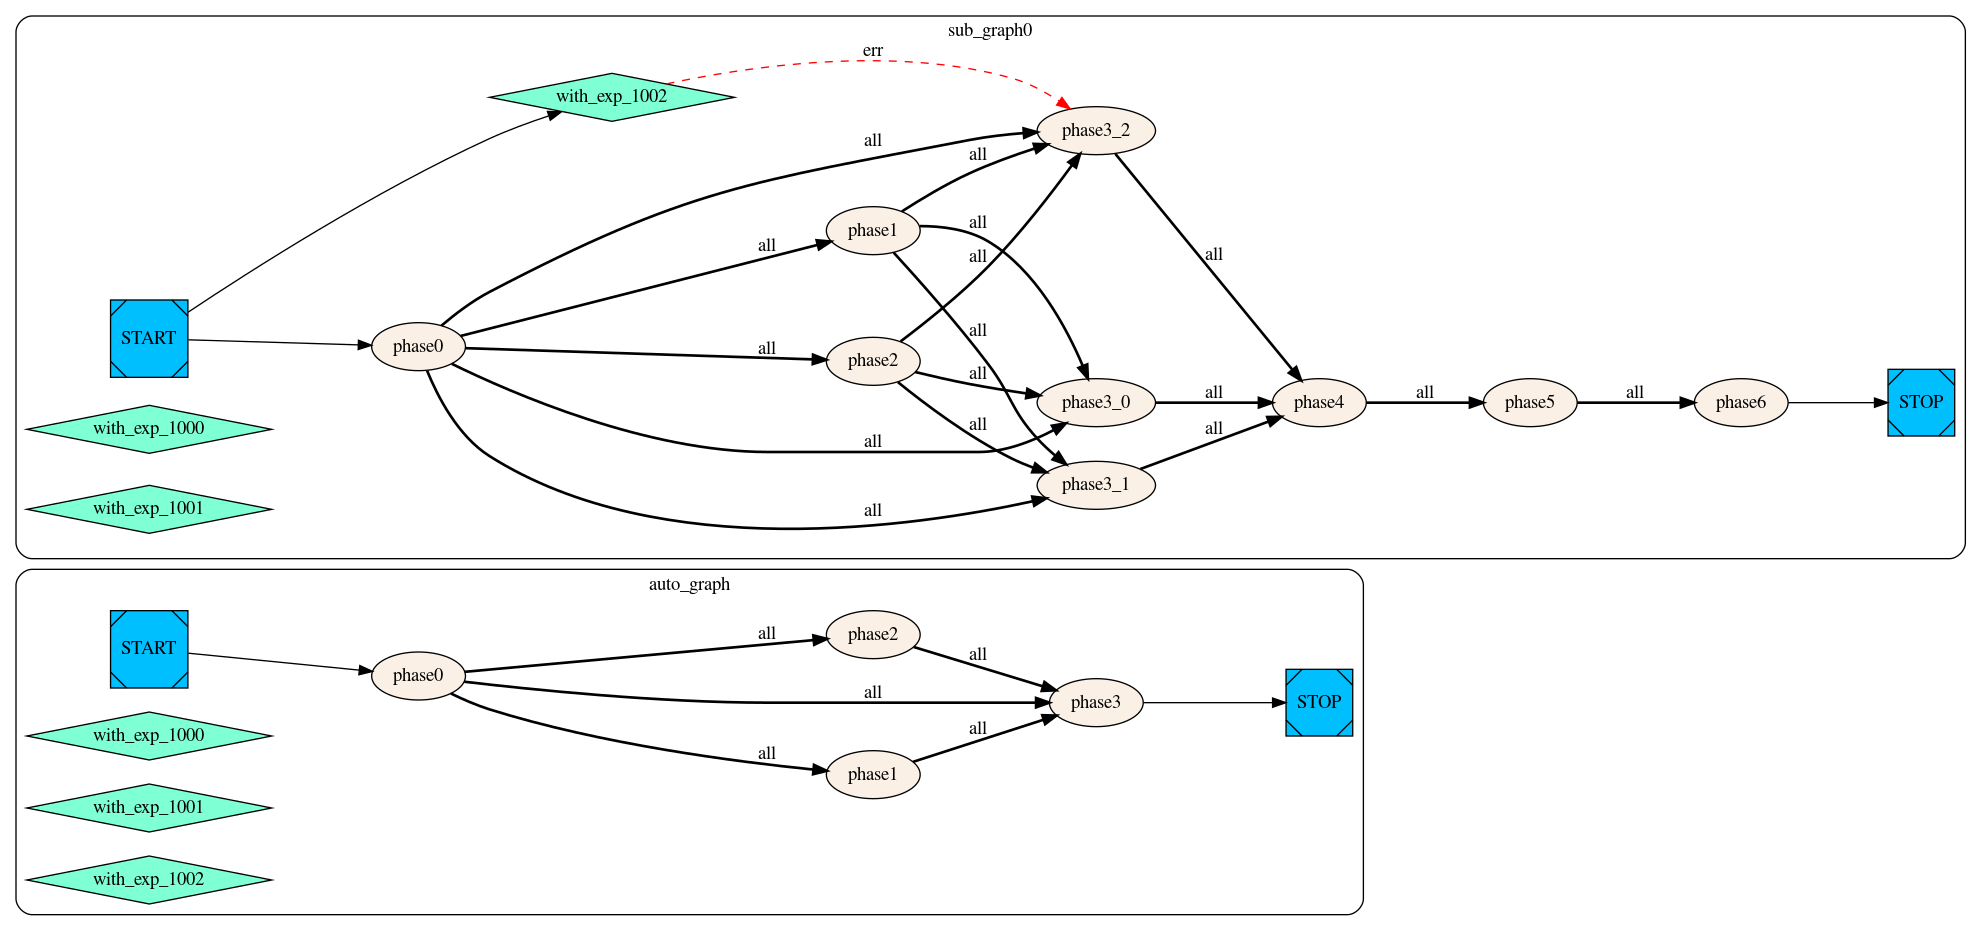 sub_graph0
err
with_exp_1002
all
phase3_2
all
all
phase1
all
all
all
START
phase0
all
phase2
all
all
all
phase3_0
all
phase4
all
phase5
all
phase6
STOP
with_exp_1000
all
all
all
phase3_1
with_exp_1001
all
auto_graph
START
all
phase2
all
phase0
all
phase3
STOP
with_exp_1000
all
all
phase1
with_exp_1001
with_exp_1002